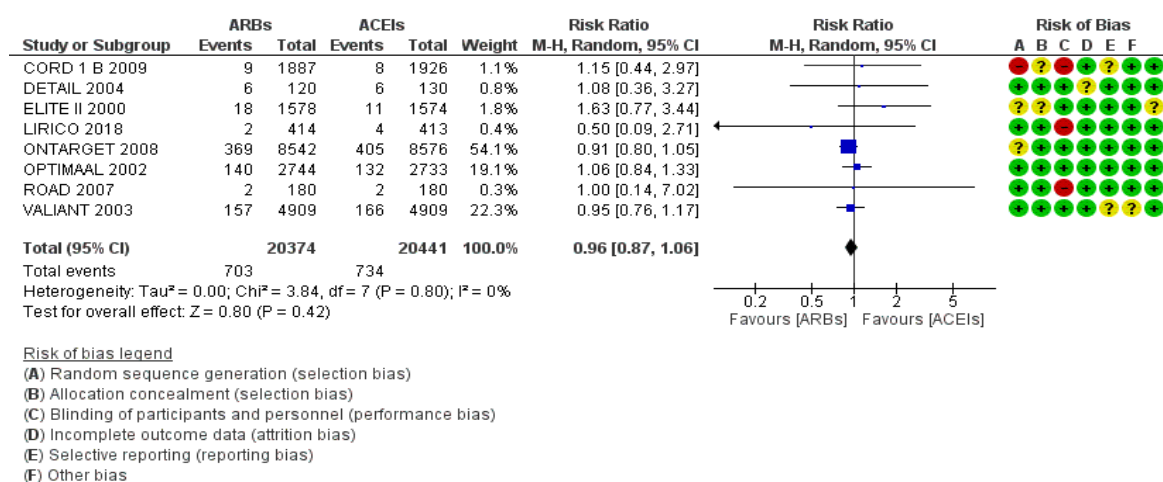 ARBs ACEIs Risk Ratio Risk Ratio Risk of Bias
Study or Subgroup Events Total Events Total Weight M-H, Random, 95% CI M-H, Random, 95% CI A B C D E F
CORD 1 B 2009 9 1887 8 1926 1.1% 1.15 [0.44, 2.97] - ? - + ? + +
DETAIL 2004 6 120 6 130 0.8% 1.08 [0.36, 3.27] + + + ? + + +
ELITE II 2000 18 1578 11 1574 1.8% 1.63 [0.77, 3.44] ? ? + + + + ?
LIRICO 2018 2 414 4 413 0.4% 0.50 [0.09, 2.71] + + - + + + +
ONTARGET 2008 369 8542 405 8576 54.1% 0.91 [0.80, 1.05] ? + + + + + +
OPTIMAAL 2002 140 2744 132 2733 19.1% 1.06 [0.84, 1.33] + + + + + + +
ROAD 2007 2 180 2 180 0.3% 1.00 [0.14, 7.02] + + - + + + +
VALIANT 2003 157 4909 166 4909 22.3% 0.95 [0.76, 1.17] + + + + ? ? +
Total (95% CI) 20374 20441 100.0% 0.96 [0.87, 1.06]
Total events 703 734
Heterogeneity: Tau² = 0.00; Chi² = 3.84, df = 7 (P = 0.80); I² = 0%
Test for overall effect: Z = 0.80 (P = 0.42)
0.2 0.5 1 2 5
Favours [ARBs] Favours [ACEIs]
Risk of bias legend
(A) Random sequence generation (selection bias)
(B) Allocation concealment (selection bias)
(C) Blinding of participants and personnel (performance bias)
(D) Incomplete outcome data (attrition bias)
(E) Selective reporting (reporting bias)
(F) Other bias